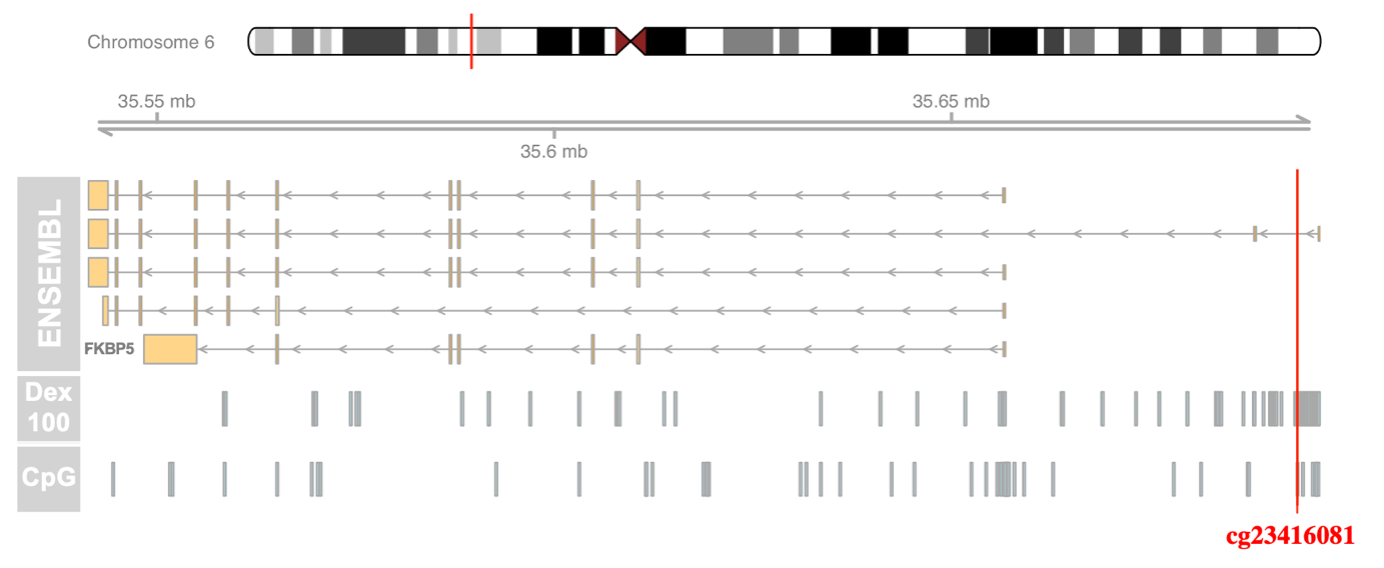 Chromosome 6
35.55 mb
35.65 mb
35.6 mb
ENSEMBL
FKBP5
Dex
100
CpG
cg23416081